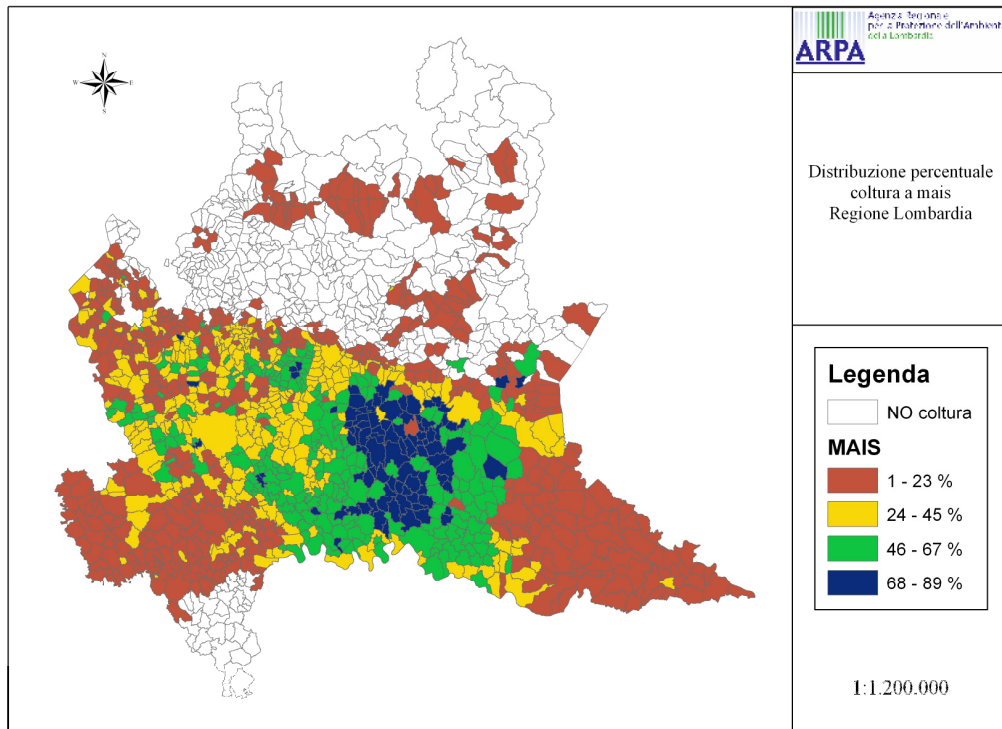 N
W
E
S
Agenzia Regionale
per la Protezione dell'Ambient
della Lombardia
ARPA
Distribuzione percentuale
coltura a mais
Regione Lombardia
Legenda
NO coltura
MAIS
1 - 23 %
24 - 45 %
46 - 67 %
68 - 89 %
1:1.200.000